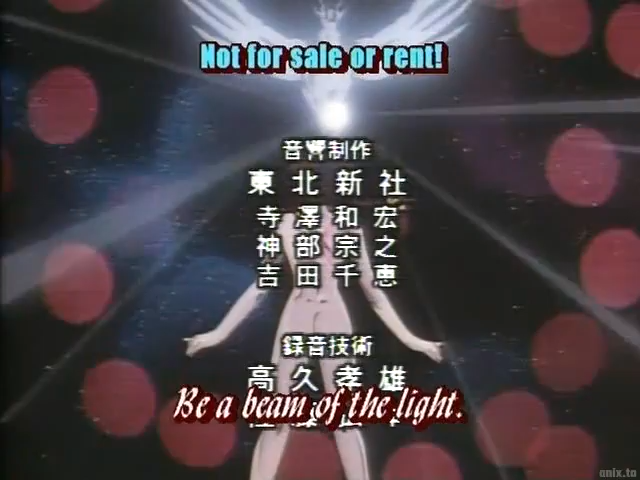 Not for sale or rent!
音響制作
東北新社
寺澤和宏
神部宗之
吉田千恵
録音技術
高久孝雄
Be a beam of the light.
anix.to